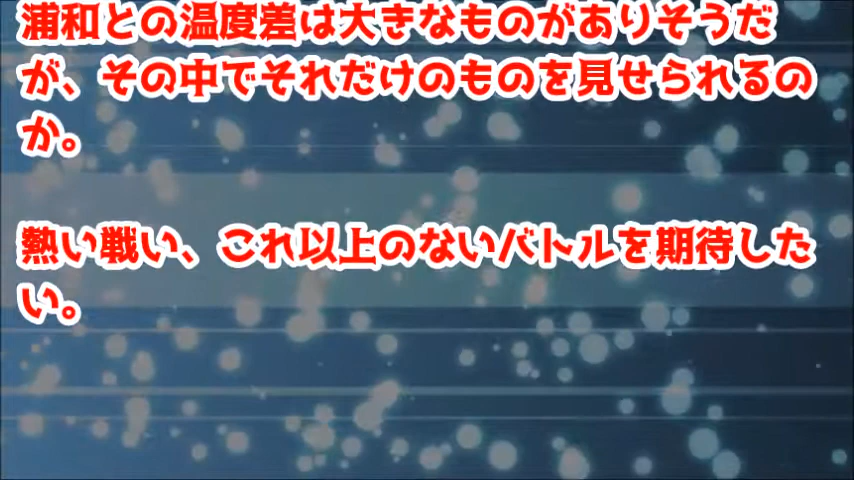 浦和との温度差は大きなものがありそうだ
が、その中でそれだけのものを見せられるの
か。
熱い戦い、これ以上のないバトルを期待した
い。